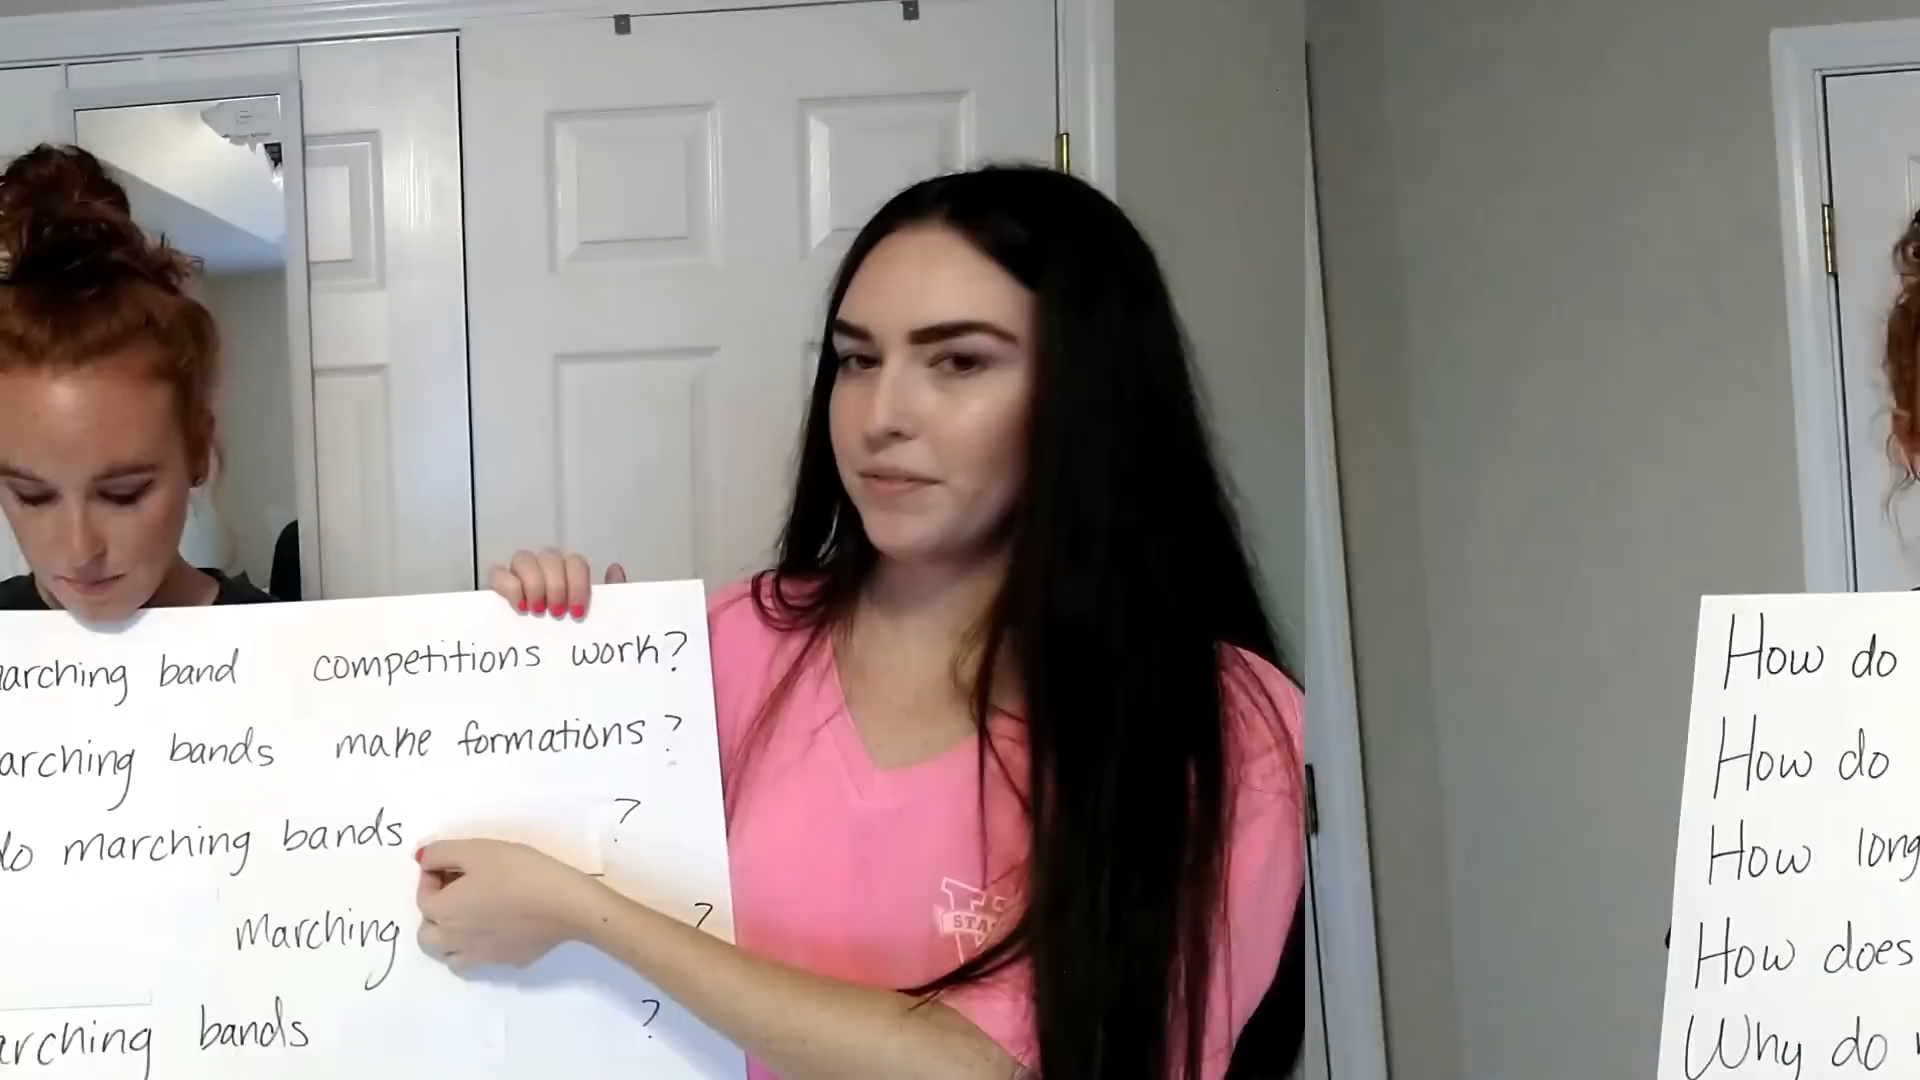 arching band competitions work?
arching bands make formations?
do marching bands ?
marching ?
arching bands ?
STA
How do
How do
How long
How does
Why do